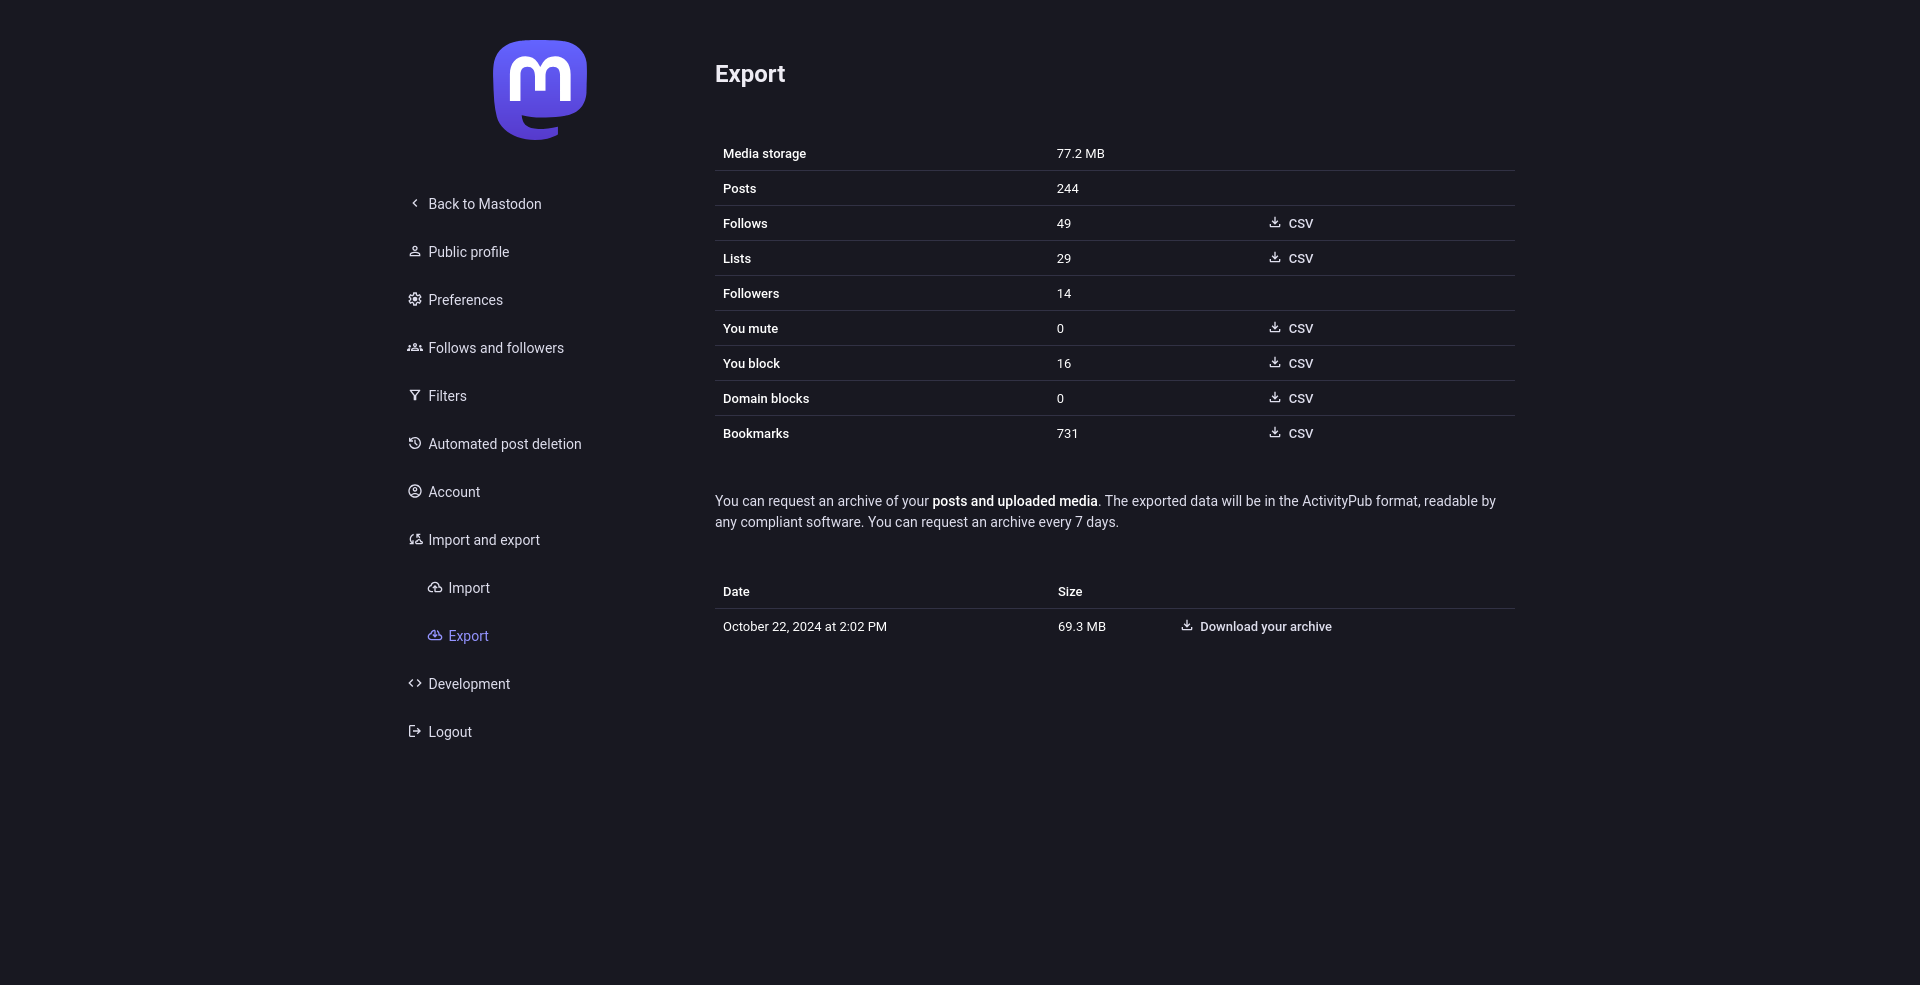 Back to Mastodon
Public profile
Preferences
Follows and followers
Filters
Automated post deletion
Account
Import and export
Import
Export
Development
Logout
Export
Media storage 77.2 MB
Posts 244
Follows 49 CSV
Lists 29 CSV
Followers 14
You mute 0 CSV
You block 16 CSV
Domain blocks 0 CSV
Bookmarks 731 CSV
You can request an archive of your posts and uploaded media. The exported data will be in the ActivityPub format, readable by
any compliant software. You can request an archive every 7 days.
Date Size
October 22, 2024 at 2:02 PM 69.3 MB Download your archive